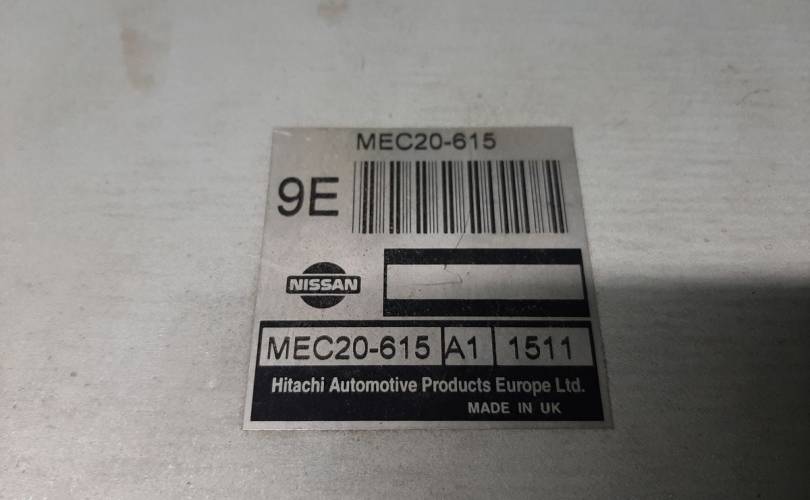 MEC20-615
9E
NISSAN
MEC20-615 A1 1511
Hitachi Automotive Products Europe Ltd.
MADE IN UK